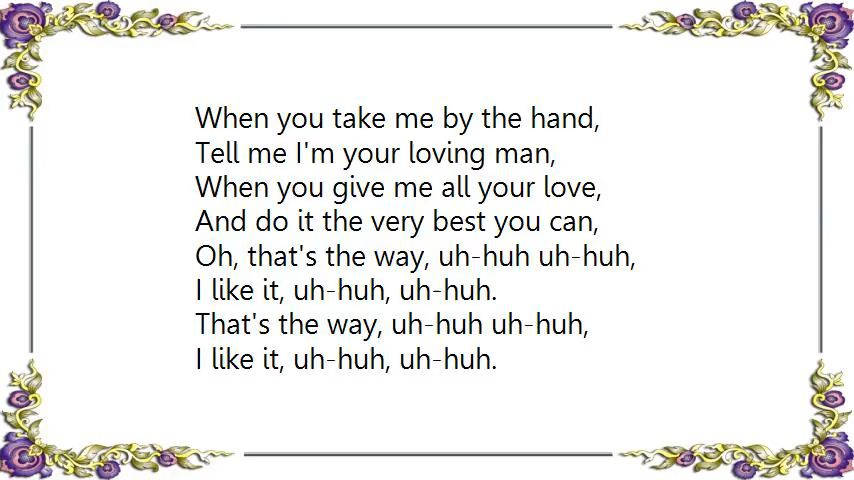 When you take me by the hand,
Tell me I'm your loving man,
When you give me all your love,
And do it the very best you can,
Oh, that's the way, uh-huh uh-huh,
I like it, uh-huh, uh-huh.
That's the way, uh-huh uh-huh,
I like it, uh-huh, uh-huh.